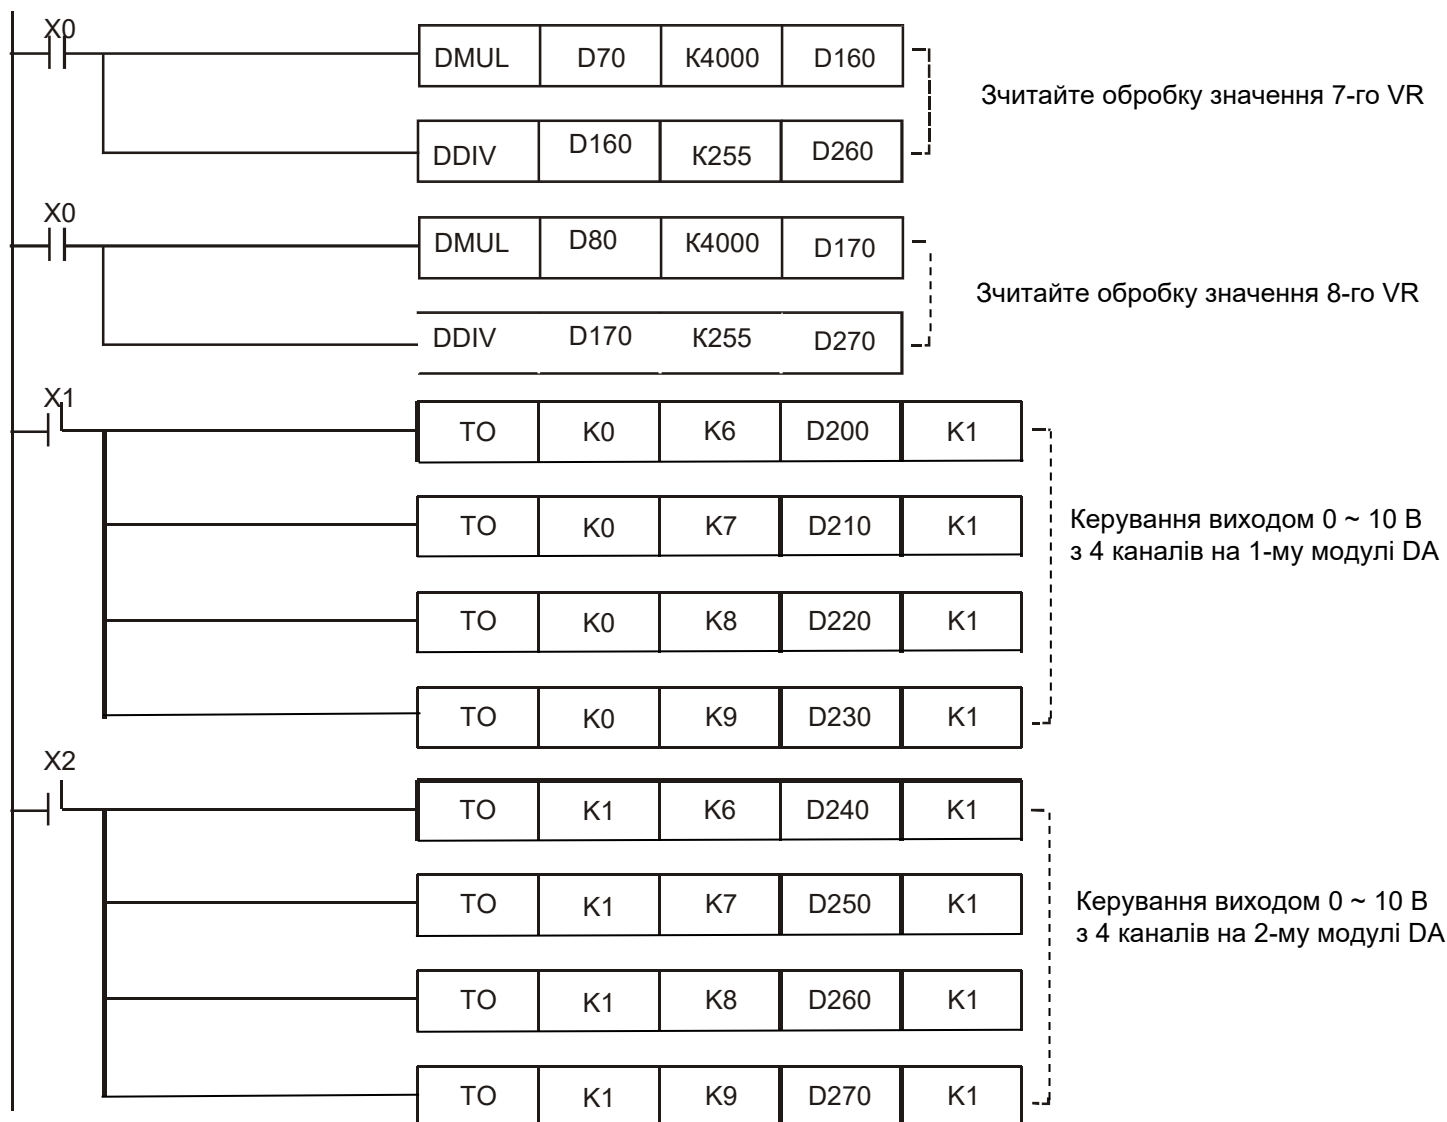 X0
DMUL D70 K4000 D160
Зчитайте обробку значення 7-го VR
DDIV D160 K255 D260
X0
DMUL D80 K4000 D170
Зчитайте обробку значення 8-го VR
DDIV D170 K255 D270
X1
TO K0 K6 D200 K1
TO K0 K7 D210 K1
Керування виходом 0 ~ 10 В
з 4 каналів на 1-му модулі DA
TO K0 K8 D220 K1
TO K0 K9 D230 K1
X2
TO K1 K6 D240 K1
TO K1 K7 D250 K1
Керування виходом 0 ~ 10 В
з 4 каналів на 2-му модулі DA
TO K1 K8 D260 K1
TO K1 K9 D270 K1